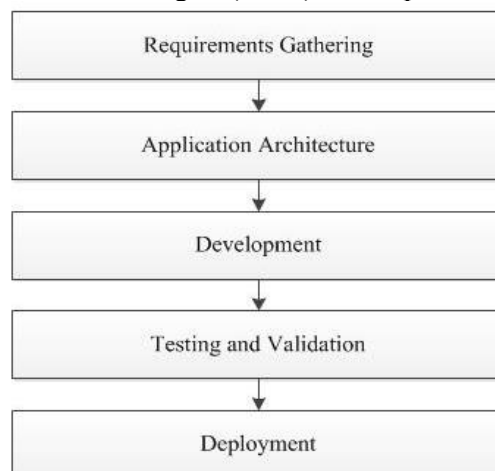 Requirements Gathering
Application Architecture
Development
Testing and Validation
Deployment